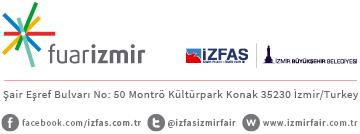 fuarizmir
İZFAŞ
İZMİR BÜYÜKŞEHİR BELEDİYESİ
Şair Eşref Bulvarı No: 50 Montrö Kültürpark Konak 35230 İzmir/Turkey
facebook.com/izfas.com.tr @izfasizmirfair www.izmirfair.com.tr